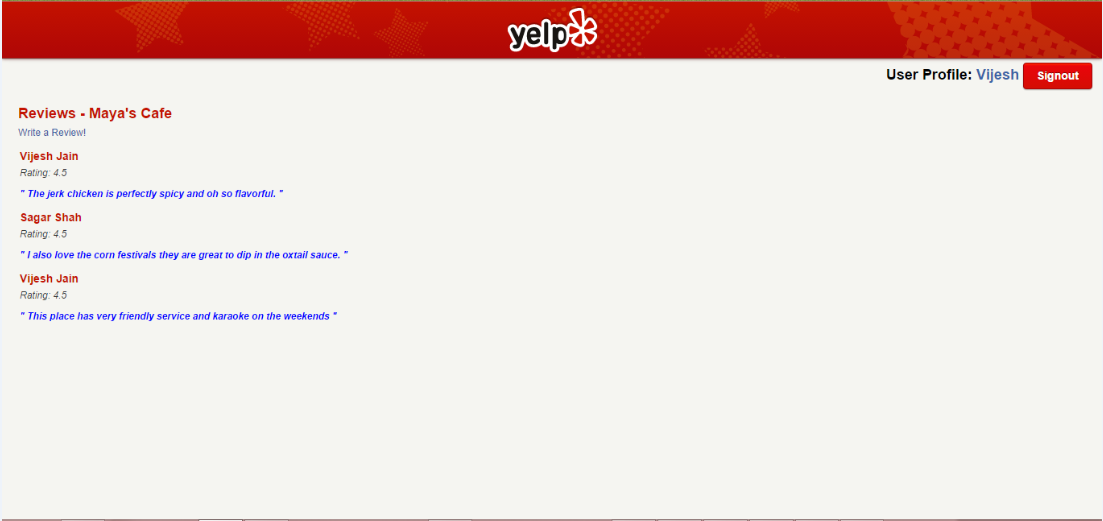 yelp
User Profile: Vijesh Signout
Reviews - Maya's Cafe
Write a Review!
Vijesh Jain
Rating: 4.5
" The jerk chicken is perfectly spicy and oh so flavorful. "
Sagar Shah
Rating: 4.5
" I also love the corn festivals they are great to dip in the oxtail sauce. "
Vijesh Jain
Rating: 4.5
" This place has very friendly service and karaoke on the weekends "